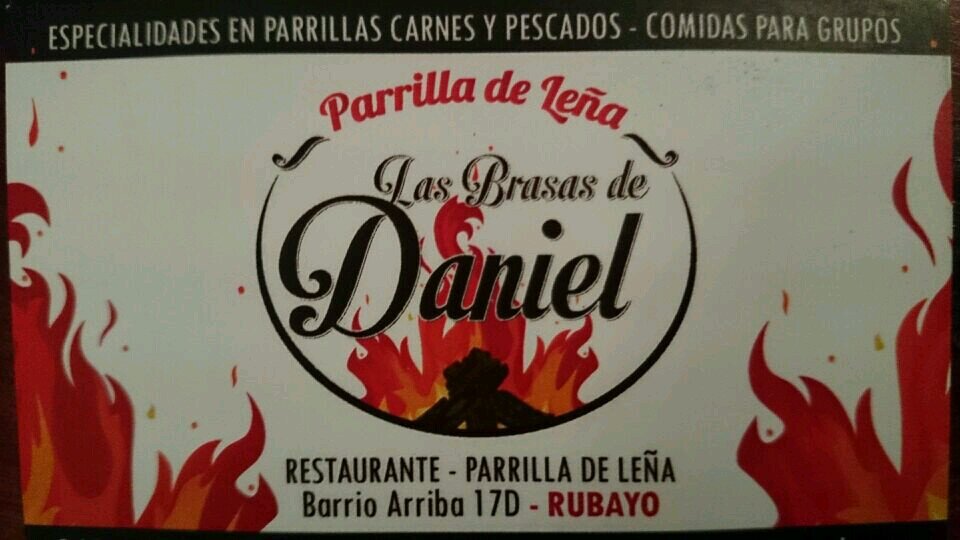 ESPECIALIDADES EN PARRILLAS CARNES Y PESCADOS - COMIDAS PARA GRUPOS
Parrilla de Leña
Las Brasas de
Daniel
RESTAURANTE - PARRILLA DE LEÑA
Barrio Arriba 17D - RUBAYO